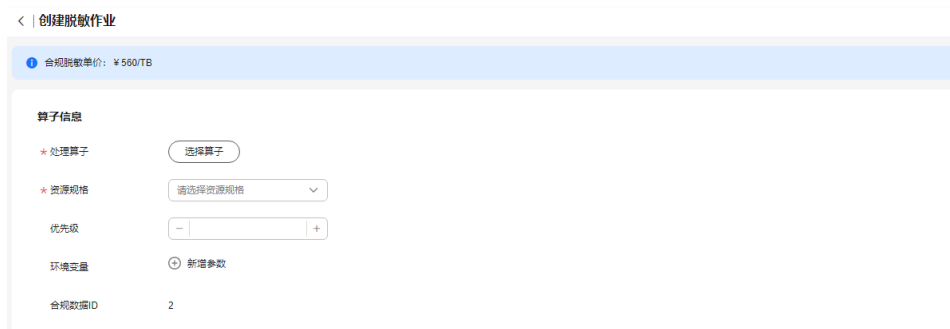 创建脱敏作业
合规脱敏单价：￥560/TB
算子信息
* 处理算子 选择算子
* 资源规格 请选择资源规格
优先级 − +
环境变量 新增参数
合规数据ID 2